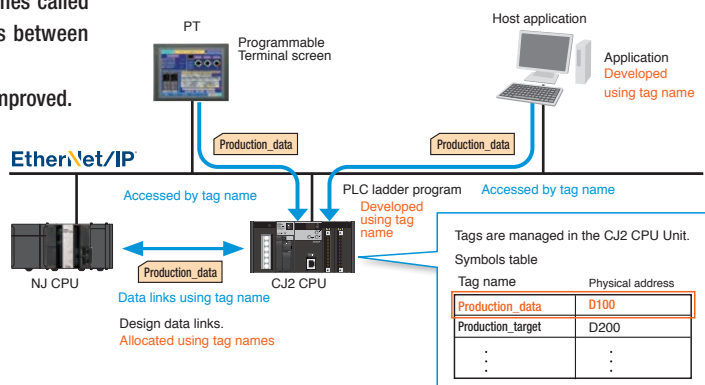 nes called
s between
mproved.
PT
Programmable
Terminal screen
Host application
Application
Developed
using tag name
Production_data
Production_data
EtherNet/IP
Accessed by tag name
PLC ladder program
Developed
using tag
name
Accessed by tag name
NJ CPU
Production_data
CJ2 CPU
Data links using tag name
Design data links.
Allocated using tag names
Tags are managed in the CJ2 CPU Unit.
Symbols table
Tag name Physical address
Production_data D100
Production_target D200